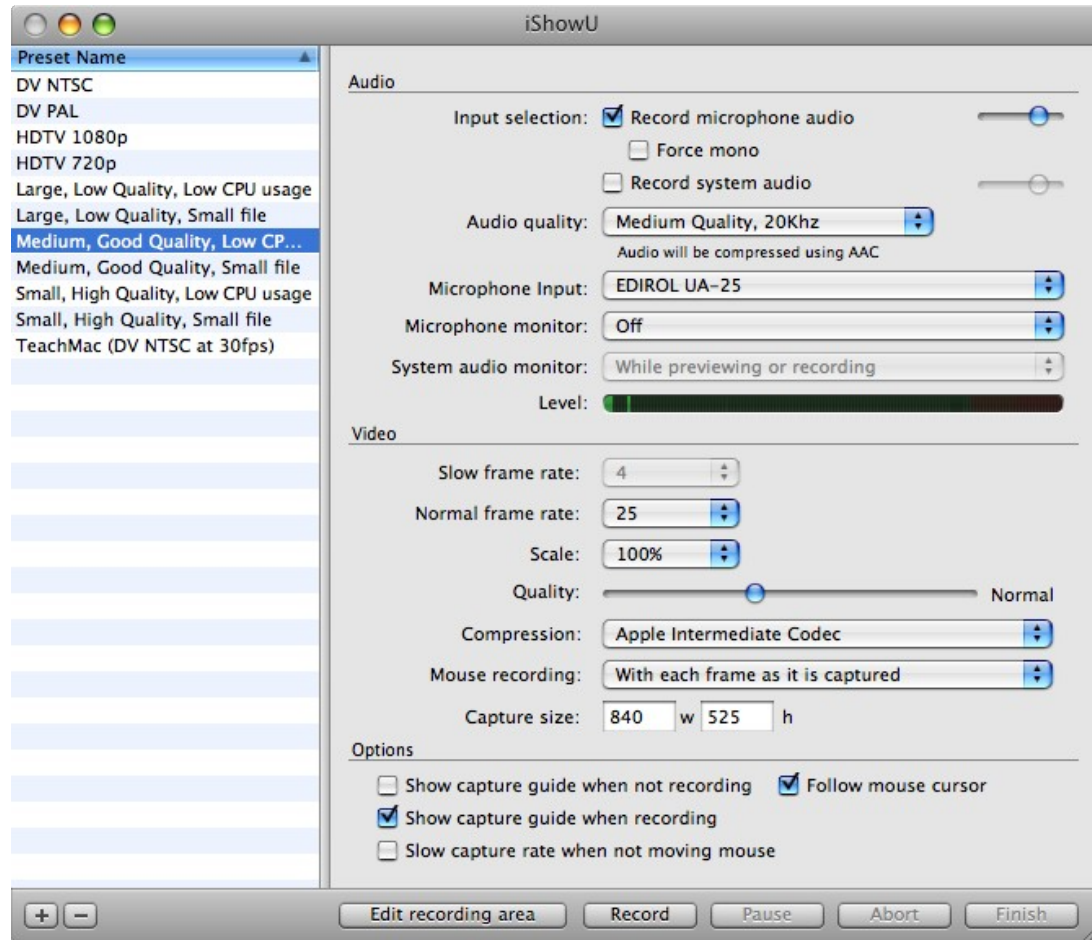 iShowU
Preset Name
DV NTSC
DV PAL
HDTV 1080p
HDTV 720p
Large, Low Quality, Low CPU usage
Large, Low Quality, Small file
Medium, Good Quality, Low CP...
Medium, Good Quality, Small file
Small, High Quality, Low CPU usage
Small, High Quality, Small file
TeachMac (DV NTSC at 30fps)
Audio
Input selection: Record microphone audio
Force mono
Record system audio
Audio quality: Medium Quality, 20Khz
Audio will be compressed using AAC
Microphone Input: EDIROL UA-25
Microphone monitor: Off
System audio monitor: While previewing or recording
Level:
Video
Slow frame rate: 4
Normal frame rate: 25
Scale: 100%
Quality: Normal
Compression: Apple Intermediate Codec
Mouse recording: With each frame as it is captured
Capture size: 840 w 525 h
Options
Show capture guide when not recording Follow mouse cursor
Show capture guide when recording
Slow capture rate when not moving mouse
+ - Edit recording area Record Pause Abort Finish